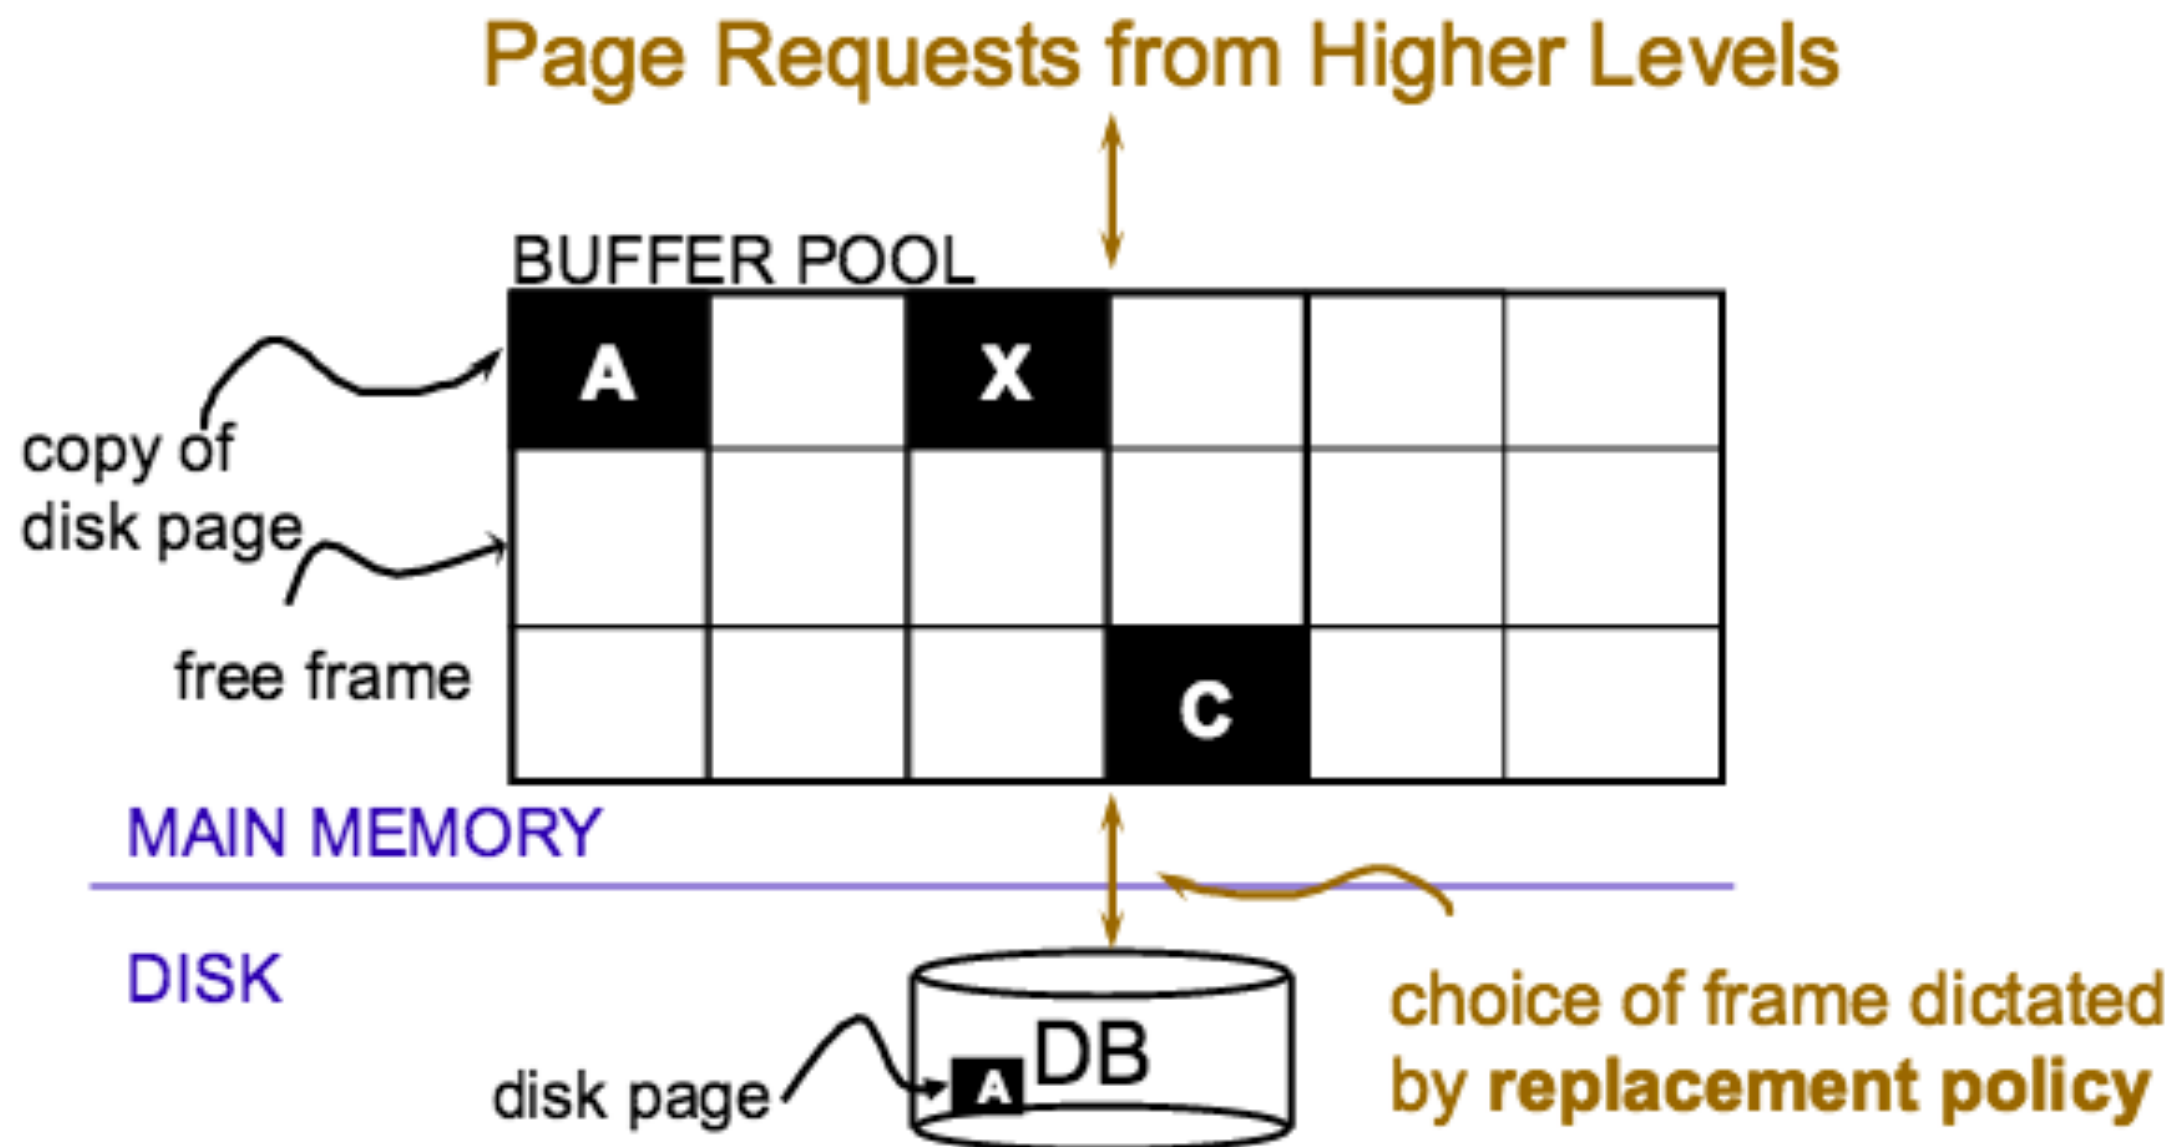 Page Requests from Higher Levels
BUFFER POOL
A
X
copy of
disk page
free frame
C
MAIN MEMORY
DISK
choice of frame dictated
by replacement policy
DB
A
disk page